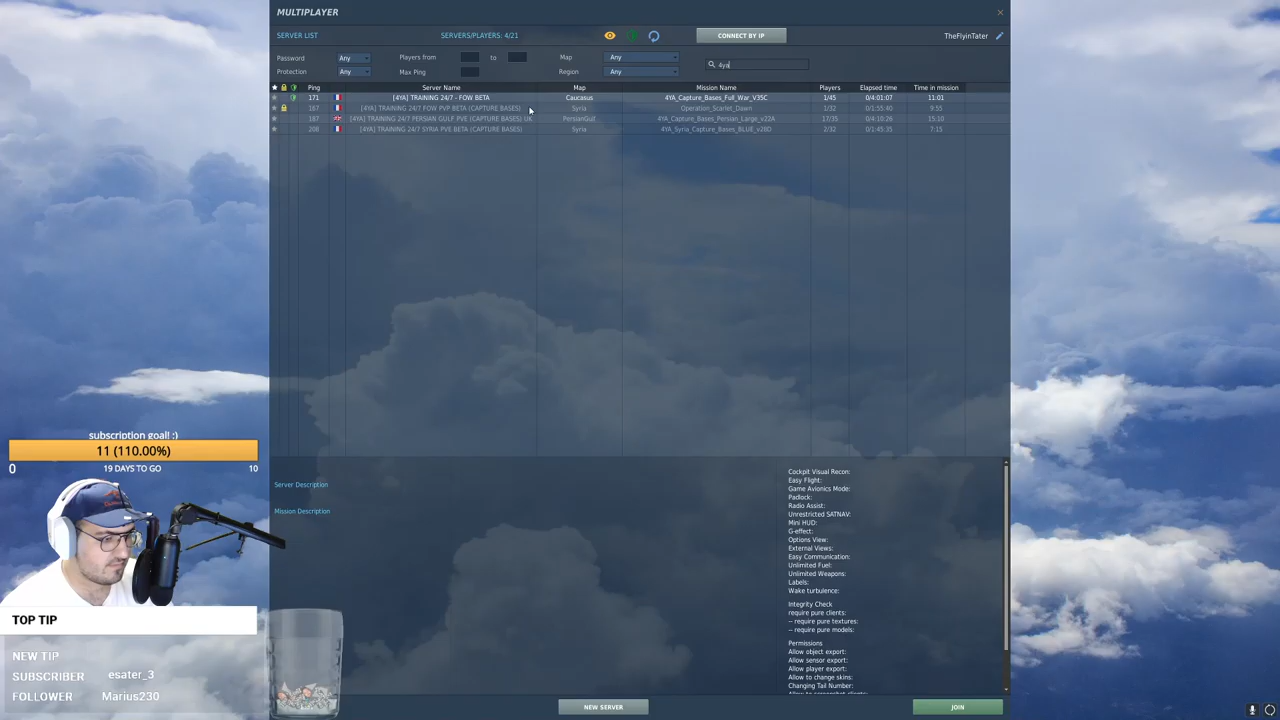 MULTIPLAYER
SERVER LIST
SERVERS/PLAYERS: 4/21
CONNECT BY IP
TheFlyinTater
Password Any Players from to Map Any
4ya
Protection Any Max Ping Region Any
Ping Server Name Map Mission Name Players Elapsed time Time in mission
171 [4YA] TRAINING 24/7 - FOW BETA Caucasus 4YA_Capture_Bases_Full_War_V35C 1/45 0/4:01:07 11:01
167 [4YA] TRAINING 24/7 FOW PVP BETA (CAPTURE BASES) Syria Operation_Scarlet_Dawn 1/32 0/1:55:40 9:55
187 [4YA] TRAINING 24/7 PERSIAN GULF PVE (CAPTURE BASES) UK PersianGulf 4YA_Capture_Bases_Persian_Large_v22A 17/35 0/4:10:26 15:10
208 [4YA] TRAINING 24/7 SYRIA PVE BETA (CAPTURE BASES) Syria 4YA_Syria_Capture_Bases_BLUE_v28D 2/32 0/1:45:35 7:15
subscription goal! :)
11 (110.00%)
0 19 DAYS TO GO 10
Server Description
Mission Description
Cockpit Visual Recon:
Easy Flight:
Game Avionics Mode:
Padlock:
Radio Assist:
Unrestricted SATNAV:
Mini HUD:
G-effect:
Options View:
External Views:
Easy Communication:
Unlimited Fuel:
Unlimited Weapons:
Labels:
Wake turbulence:
Integrity Check
require pure clients:
-- require pure textures:
-- require pure models:
Permissions
Allow object export:
Allow sensor export:
Allow player export:
Allow to change skins:
Changing Tail Number:
TOP TIP
NEW TIP
SUBSCRIBER
FOLLOWER
NEW SERVER
JOIN